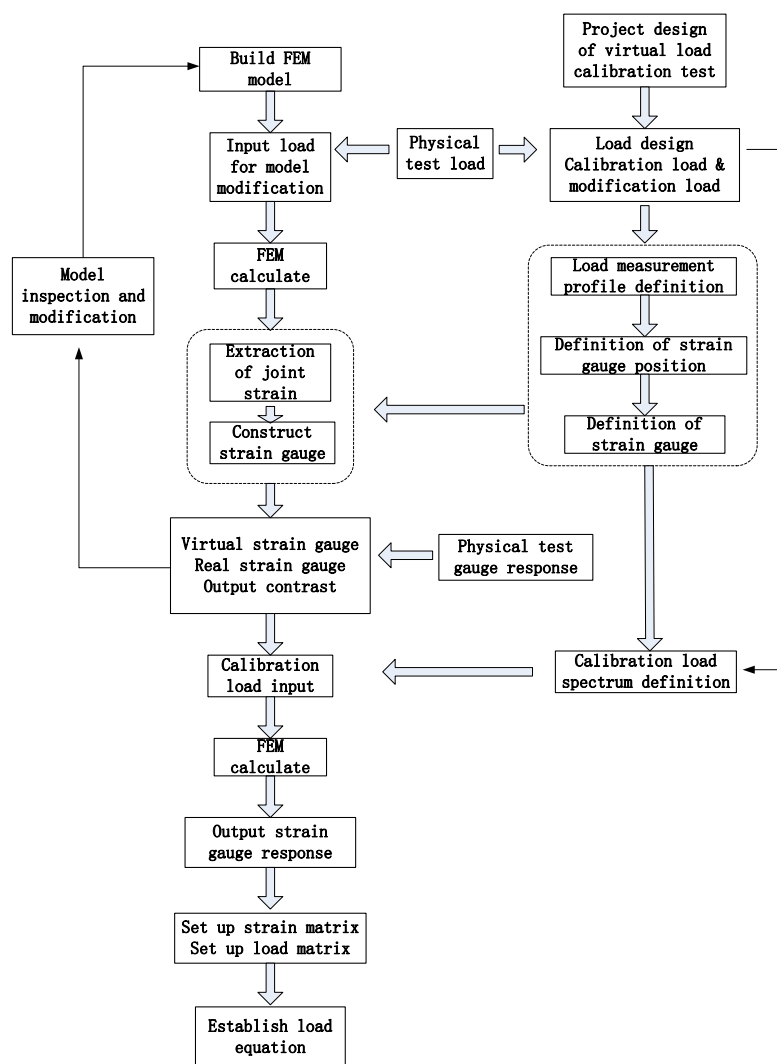 Project design
of virtual load
calibration test
Build FEM
model
Input load
for model
modification
Physical
test load
Load design
Calibration load &
modification load
FEM
calculate
Model
inspection and
modification
Load measurement
profile definition
Extraction
of joint
strain
Definition of strain
gauge position
Construct
strain gauge
Definition of
strain gauge
Virtual strain gauge
Real strain gauge
Output contrast
Physical test
gauge response
Calibration
load input
Calibration load
spectrum definition
FEM
calculate
Output strain
gauge response
Set up strain matrix
Set up load matrix
Establish load
equation